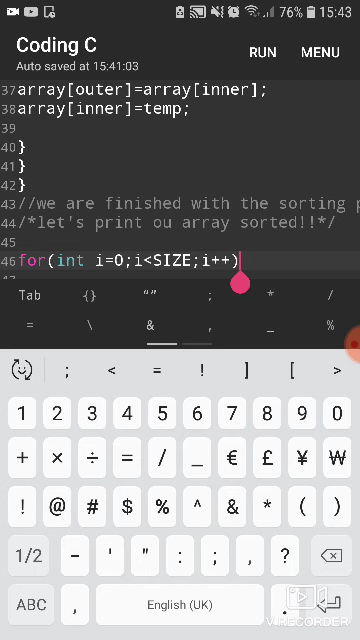 76% 15:43
Coding C
Auto saved at 15:41:03
RUN MENU
37 array[outer]=array[inner];
38 array[inner]=temp;
39
40 }
41 }
42 }
43 //we are finished with the sorting p
44 /*let's print ou array sorted!!*/
45
46 for(int i=0;i<SIZE;i++)
Tab {} “” ; * /
= \ & , _ %
; < = ! ] [ >
1 2 3 4 5 6 7 8 9 0
+ × ÷ = / _ € £ ¥ ₩
! @ # $ % ^ & * ( )
1/2 - ' " : ; , ?
ABC , English (UK) .
V RECORDER